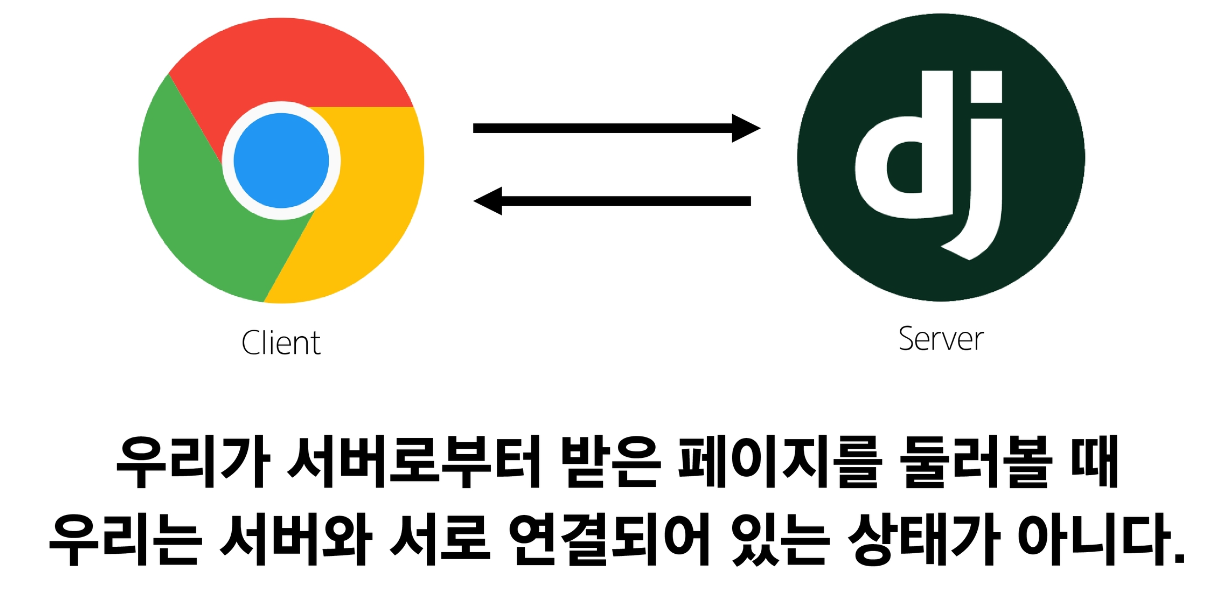 dj
Client
Server
우리가 서버로부터 받은 페이지를 둘러볼 때
우리는 서버와 서로 연결되어 있는 상태가 아니다.